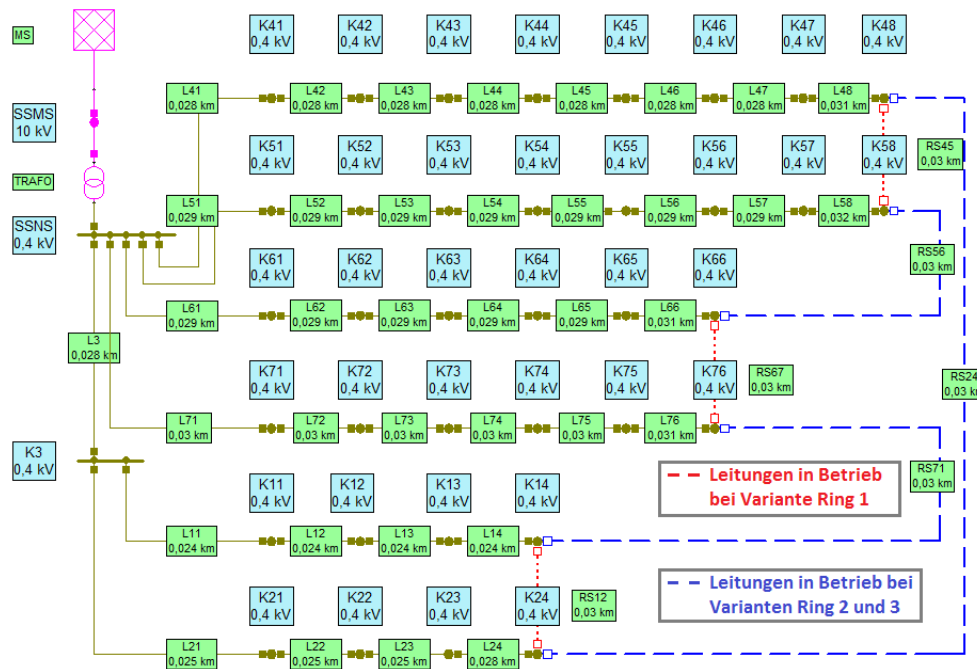 K41 K42 K43 K44 K45 K46 K47 K48
0,4 kV 0,4 kV 0,4 kV 0,4 kV 0,4 kV 0,4 kV 0,4 kV 0,4 kV
MS
L41 L42 L43 L44 L45 L46 L47 L48
0,028 km 0,028 km 0,028 km 0,028 km 0,028 km 0,028 km 0,028 km 0,031 km
SSMS
10 kV
K51 K52 K53 K54 K55 K56 K57 K58
0,4 kV 0,4 kV 0,4 kV 0,4 kV 0,4 kV 0,4 kV 0,4 kV 0,4 kV
RS45
0,03 km
TRAFO
L51 L52 L53 L54 L55 L56 L57 L58
0,029 km 0,029 km 0,029 km 0,029 km 0,029 km 0,029 km 0,029 km 0,032 km
SSNS
0,4 kV
K61 K62 K63 K64 K65 K66
0,4 kV 0,4 kV 0,4 kV 0,4 kV 0,4 kV 0,4 kV
RS56
0,03 km
L61 L62 L63 L64 L65 L66
0,029 km 0,029 km 0,029 km 0,029 km 0,029 km 0,031 km
L3
0,028 km
K71 K72 K73 K74 K75 K76
0,4 kV 0,4 kV 0,4 kV 0,4 kV 0,4 kV 0,4 kV
RS67
0,03 km
RS24
0,03 km
L71 L72 L73 L74 L75 L76
0,03 km 0,03 km 0,03 km 0,03 km 0,03 km 0,031 km
K3
0,4 kV
K11 K12 K13 K14
0,4 kV 0,4 kV 0,4 kV 0,4 kV
Leitungen in Betrieb
bei Variante Ring 1
RS71
0,03 km
L11 L12 L13 L14
0,024 km 0,024 km 0,024 km 0,024 km
K21 K22 K23 K24
0,4 kV 0,4 kV 0,4 kV 0,4 kV
RS12
0,03 km
Leitungen in Betrieb bei
Varianten Ring 2 und 3
L21 L22 L23 L24
0,025 km 0,025 km 0,025 km 0,028 km